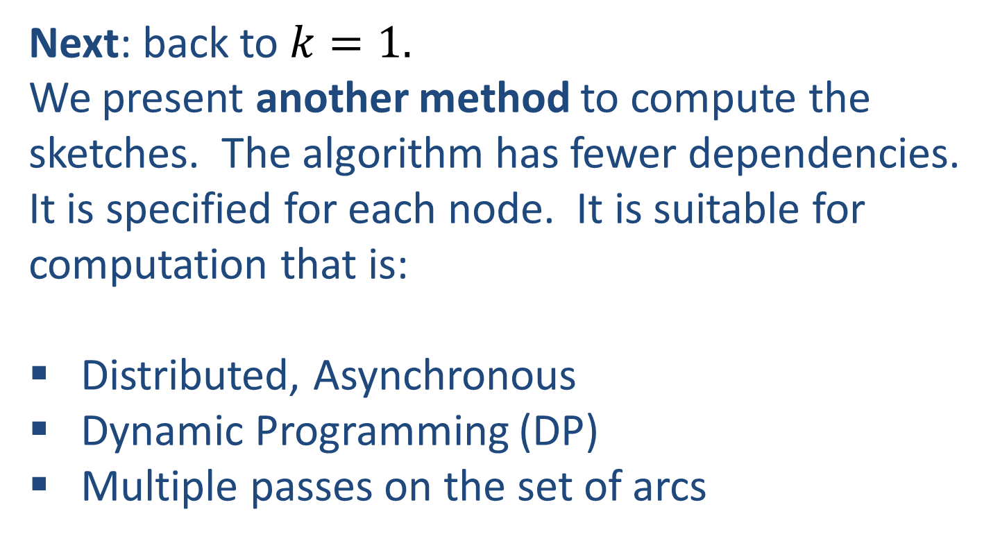 Next: back to k = 1.
We present another method to compute the
sketches.  The algorithm has fewer dependencies.
It is specified for each node.  It is suitable for
computation that is:
▪ Distributed, Asynchronous
▪ Dynamic Programming (DP)
▪ Multiple passes on the set of arcs